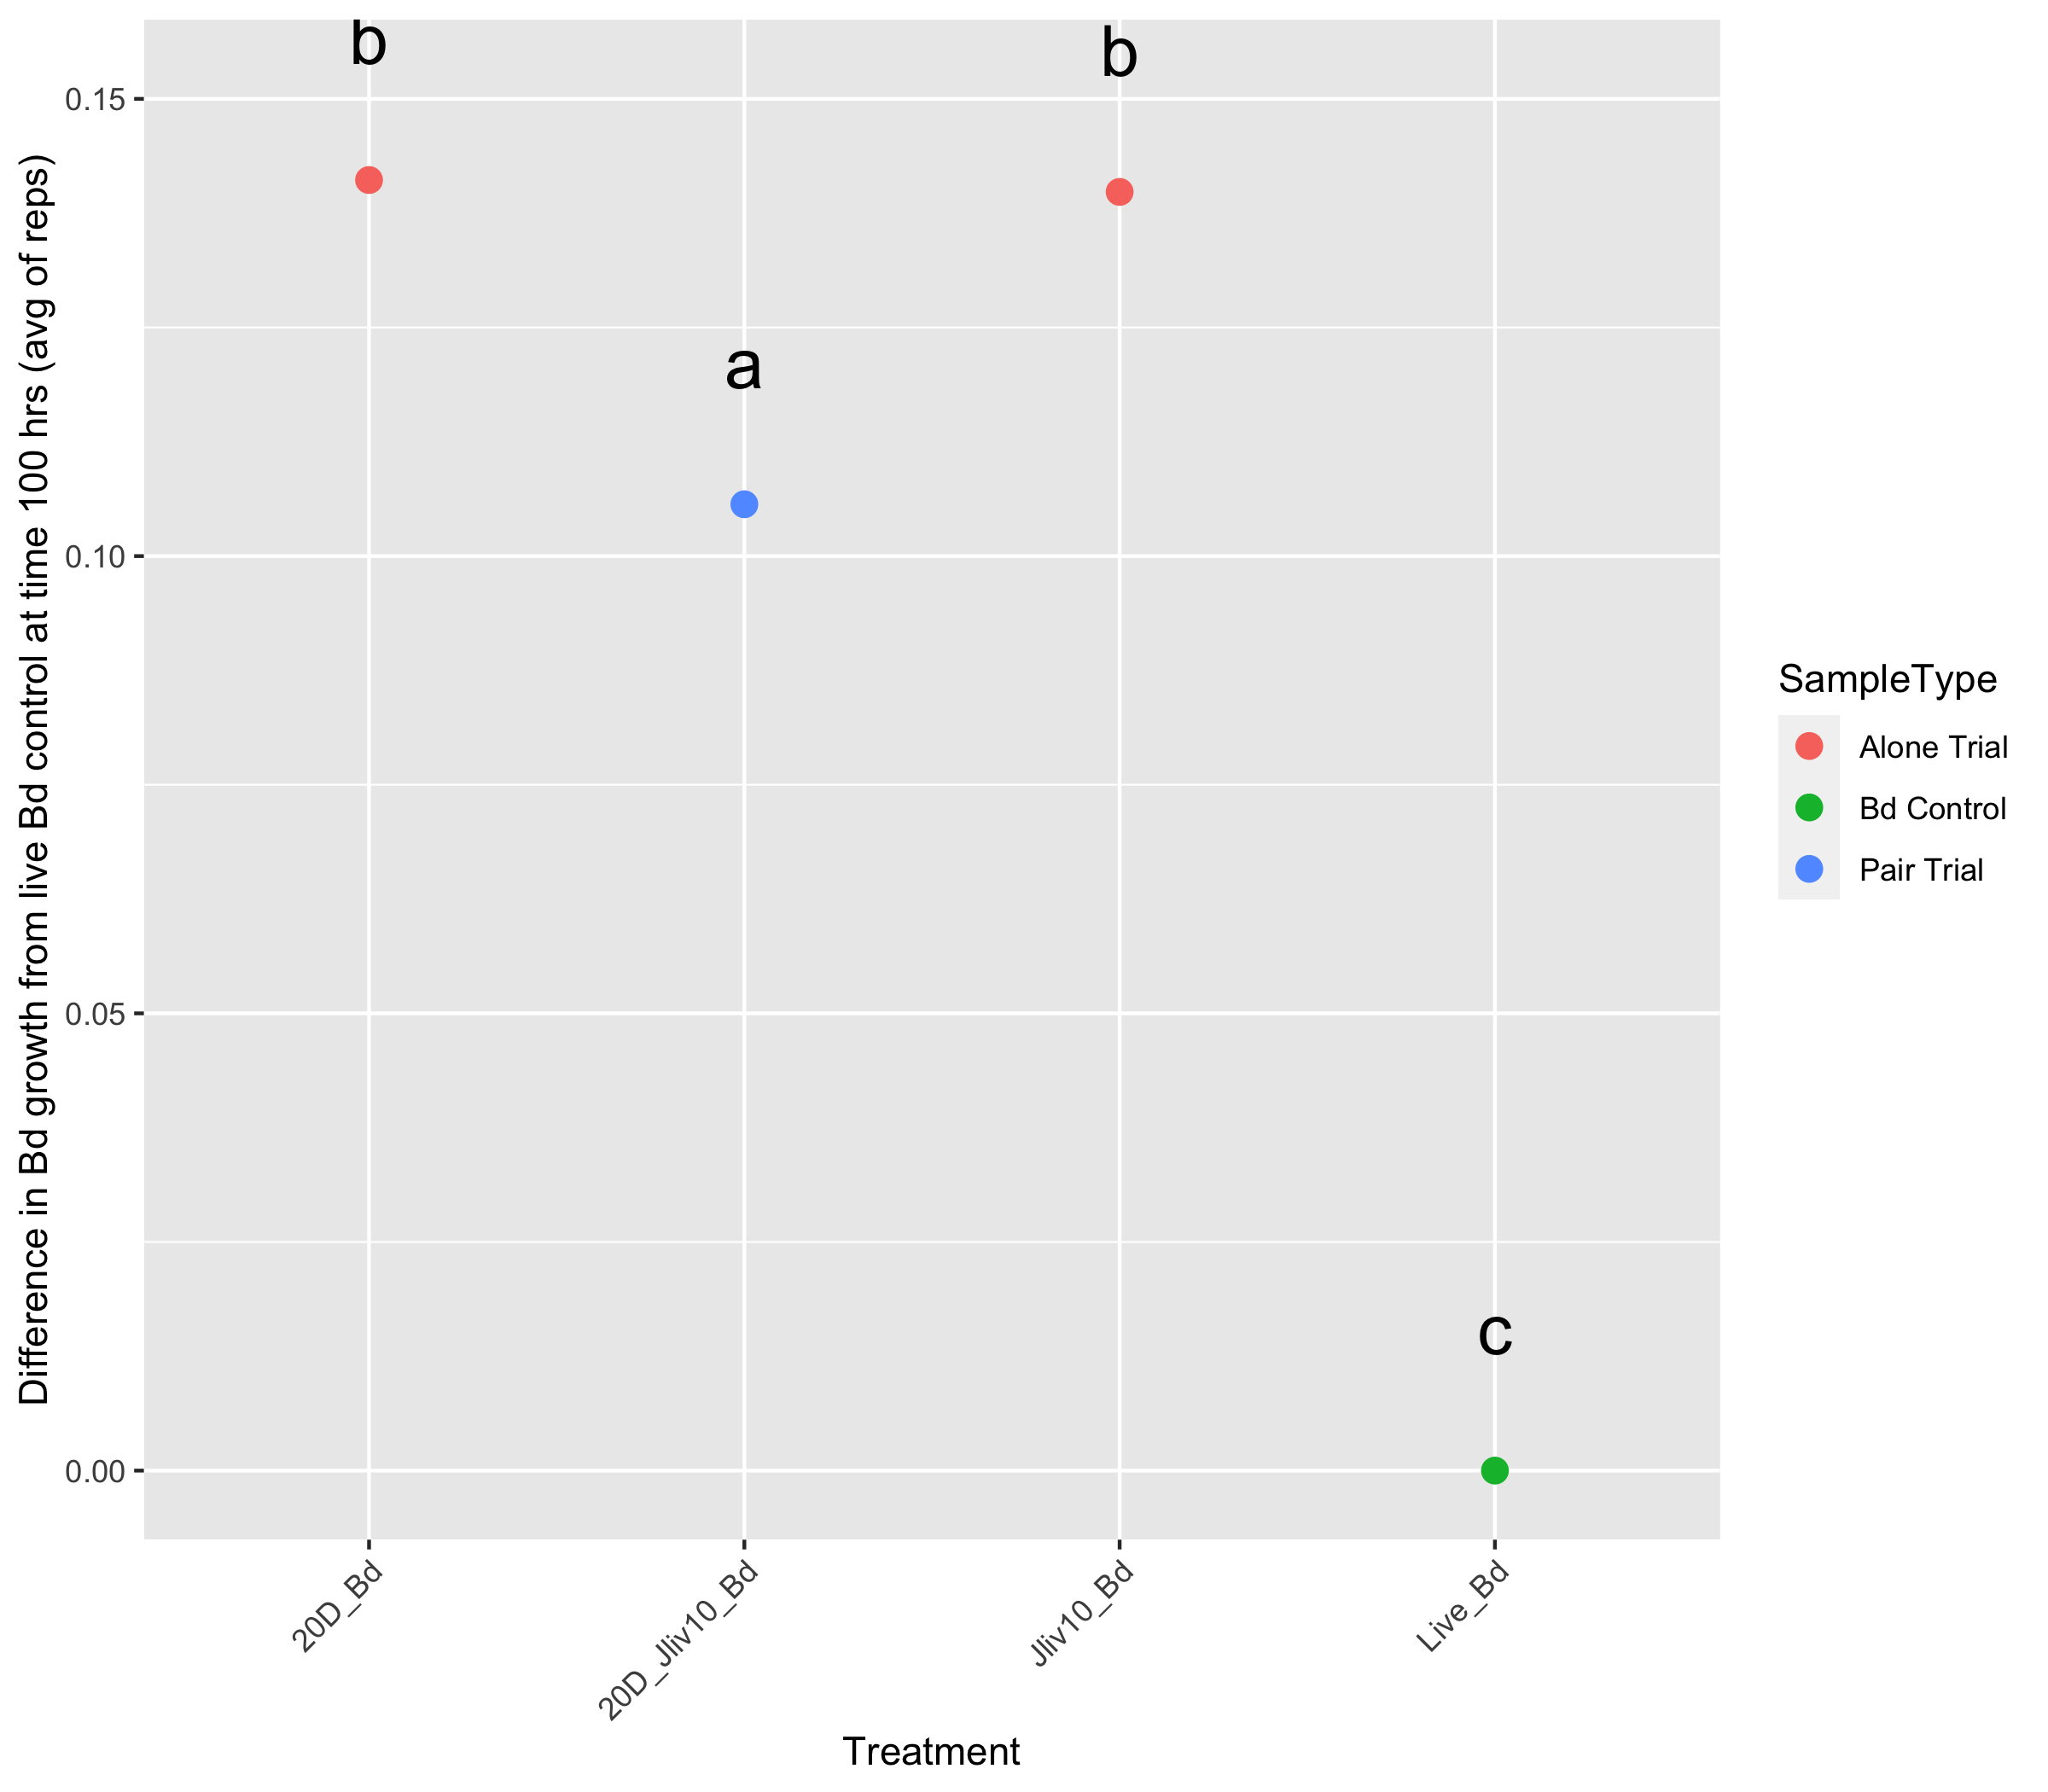 Difference in Bd growth from live Bd control at time 100 hrs (avg of reps)
0.15
0.10
0.05
0.00
b
a
b
c
20D_Bd
20D_Jliv10_Bd
Jliv10_Bd
Live_Bd
Treatment
SampleType
Alone Trial
Bd Control
Pair Trial